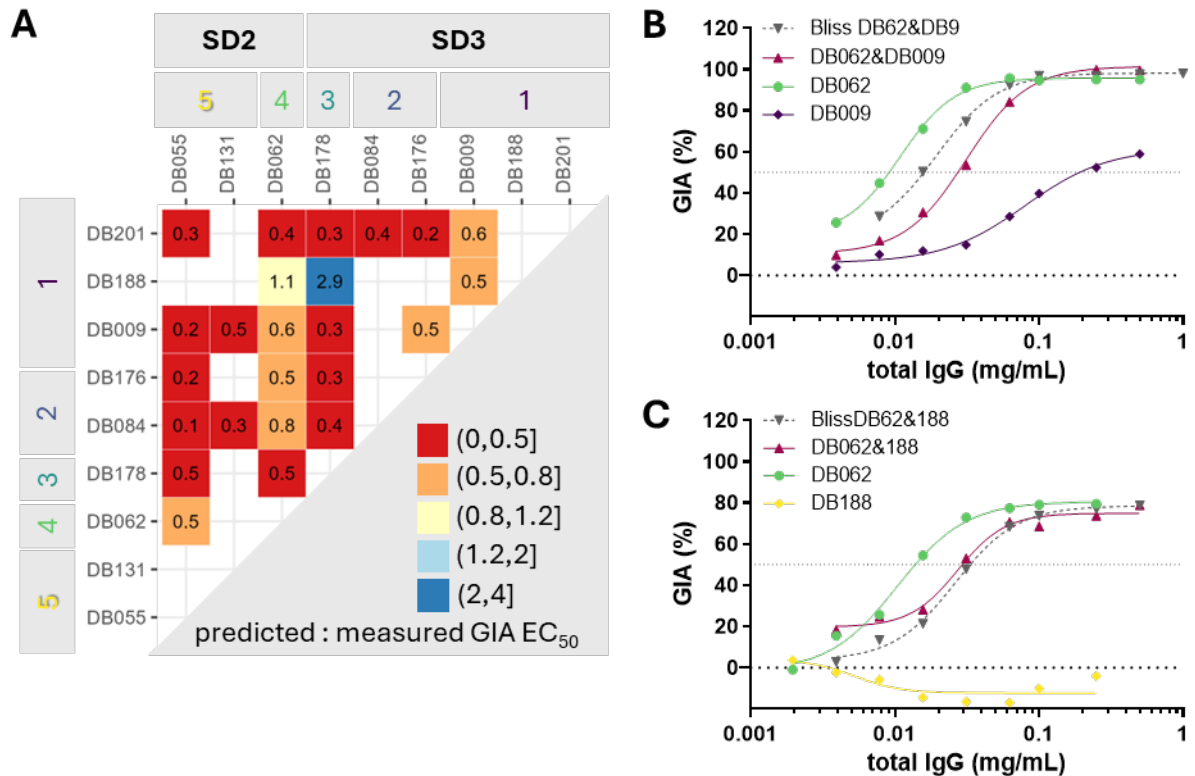 A
SD2
SD3
5
4
3
2
1
DB055
DB131
DB062
DB178
DB084
DB176
DB009
DB188
DB201
1
2
3
4
5
DB201
0.3
0.4
0.3
0.4
0.2
0.6
DB188
1.1
2.9
0.5
DB009
0.2
0.5
0.6
0.3
0.5
DB176
0.2
0.5
0.3
DB084
0.1
0.3
0.8
0.4
DB178
0.5
0.5
DB062
0.5
DB131
DB055
(0,0.5]
(0.5,0.8]
(0.8,1.2]
(1.2,2]
(2,4]
predicted : measured GIA EC50
B
Bliss DB62&DB9
DB062&DB009
DB062
DB009
GIA (%)
120
100
80
60
40
20
0
0.001
0.01
0.1
1
total IgG (mg/mL)
C
BlissDB62&188
DB062&188
DB062
DB188
GIA (%)
120
100
80
60
40
20
0
0.001
0.01
0.1
1
total IgG (mg/mL)